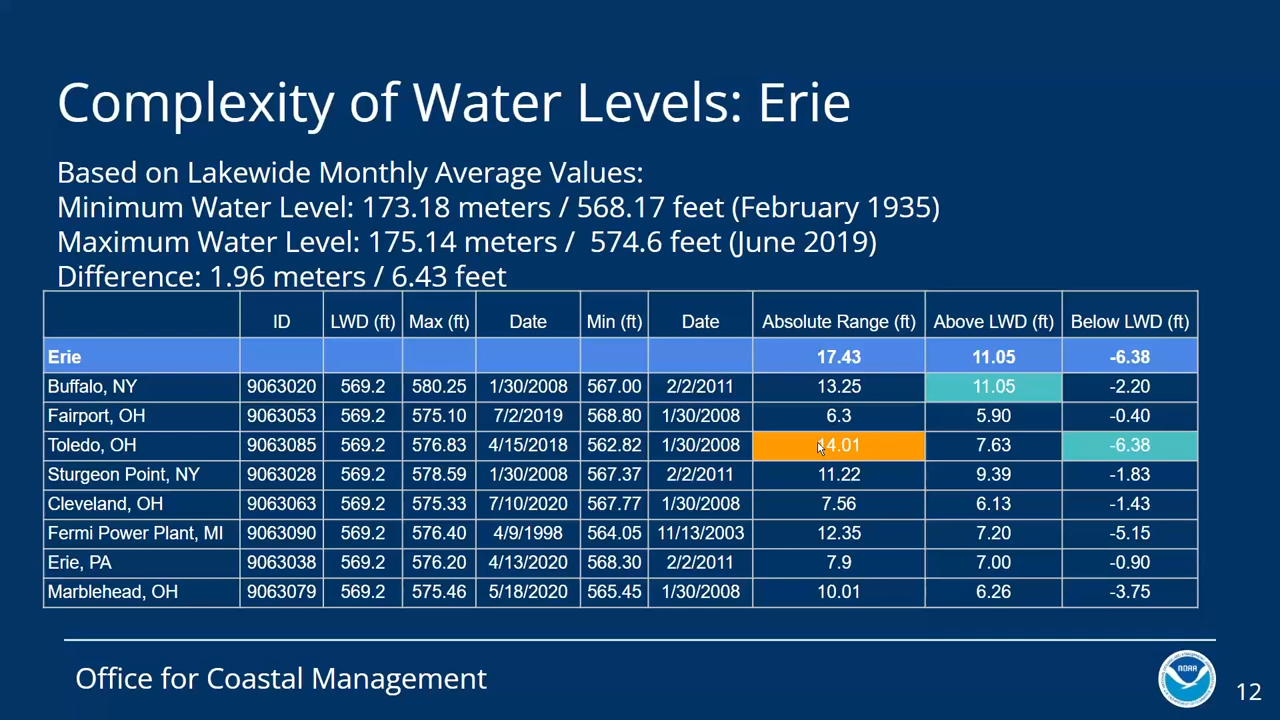 Complexity of Water Levels: Erie
Based on Lakewide Monthly Average Values:
Minimum Water Level: 173.18 meters / 568.17 feet (February 1935)
Maximum Water Level: 175.14 meters / 574.6 feet (June 2019)
Difference: 1.96 meters / 6.43 feet
ID LWD (ft) Max (ft) Date Min (ft) Date Absolute Range (ft) Above LWD (ft) Below LWD (ft)
Erie 17.43 11.05 -6.38
Buffalo, NY 9063020 569.2 580.25 1/30/2008 567.00 2/2/2011 13.25 11.05 -2.20
Fairport, OH 9063053 569.2 575.10 7/2/2019 568.80 1/30/2008 6.3 5.90 -0.40
Toledo, OH 9063085 569.2 576.83 4/15/2018 562.82 1/30/2008 14.01 7.63 -6.38
Sturgeon Point, NY 9063028 569.2 578.59 1/30/2008 567.37 2/2/2011 11.22 9.39 -1.83
Cleveland, OH 9063063 569.2 575.33 7/10/2020 567.77 1/30/2008 7.56 6.13 -1.43
Fermi Power Plant, MI 9063090 569.2 576.40 4/9/1998 564.05 11/13/2003 12.35 7.20 -5.15
Erie, PA 9063038 569.2 576.20 4/13/2020 568.30 2/2/2011 7.9 7.00 -0.90
Marblehead, OH 9063079 569.2 575.46 5/18/2020 565.45 1/30/2008 10.01 6.26 -3.75
Office for Coastal Management
NOAA
12